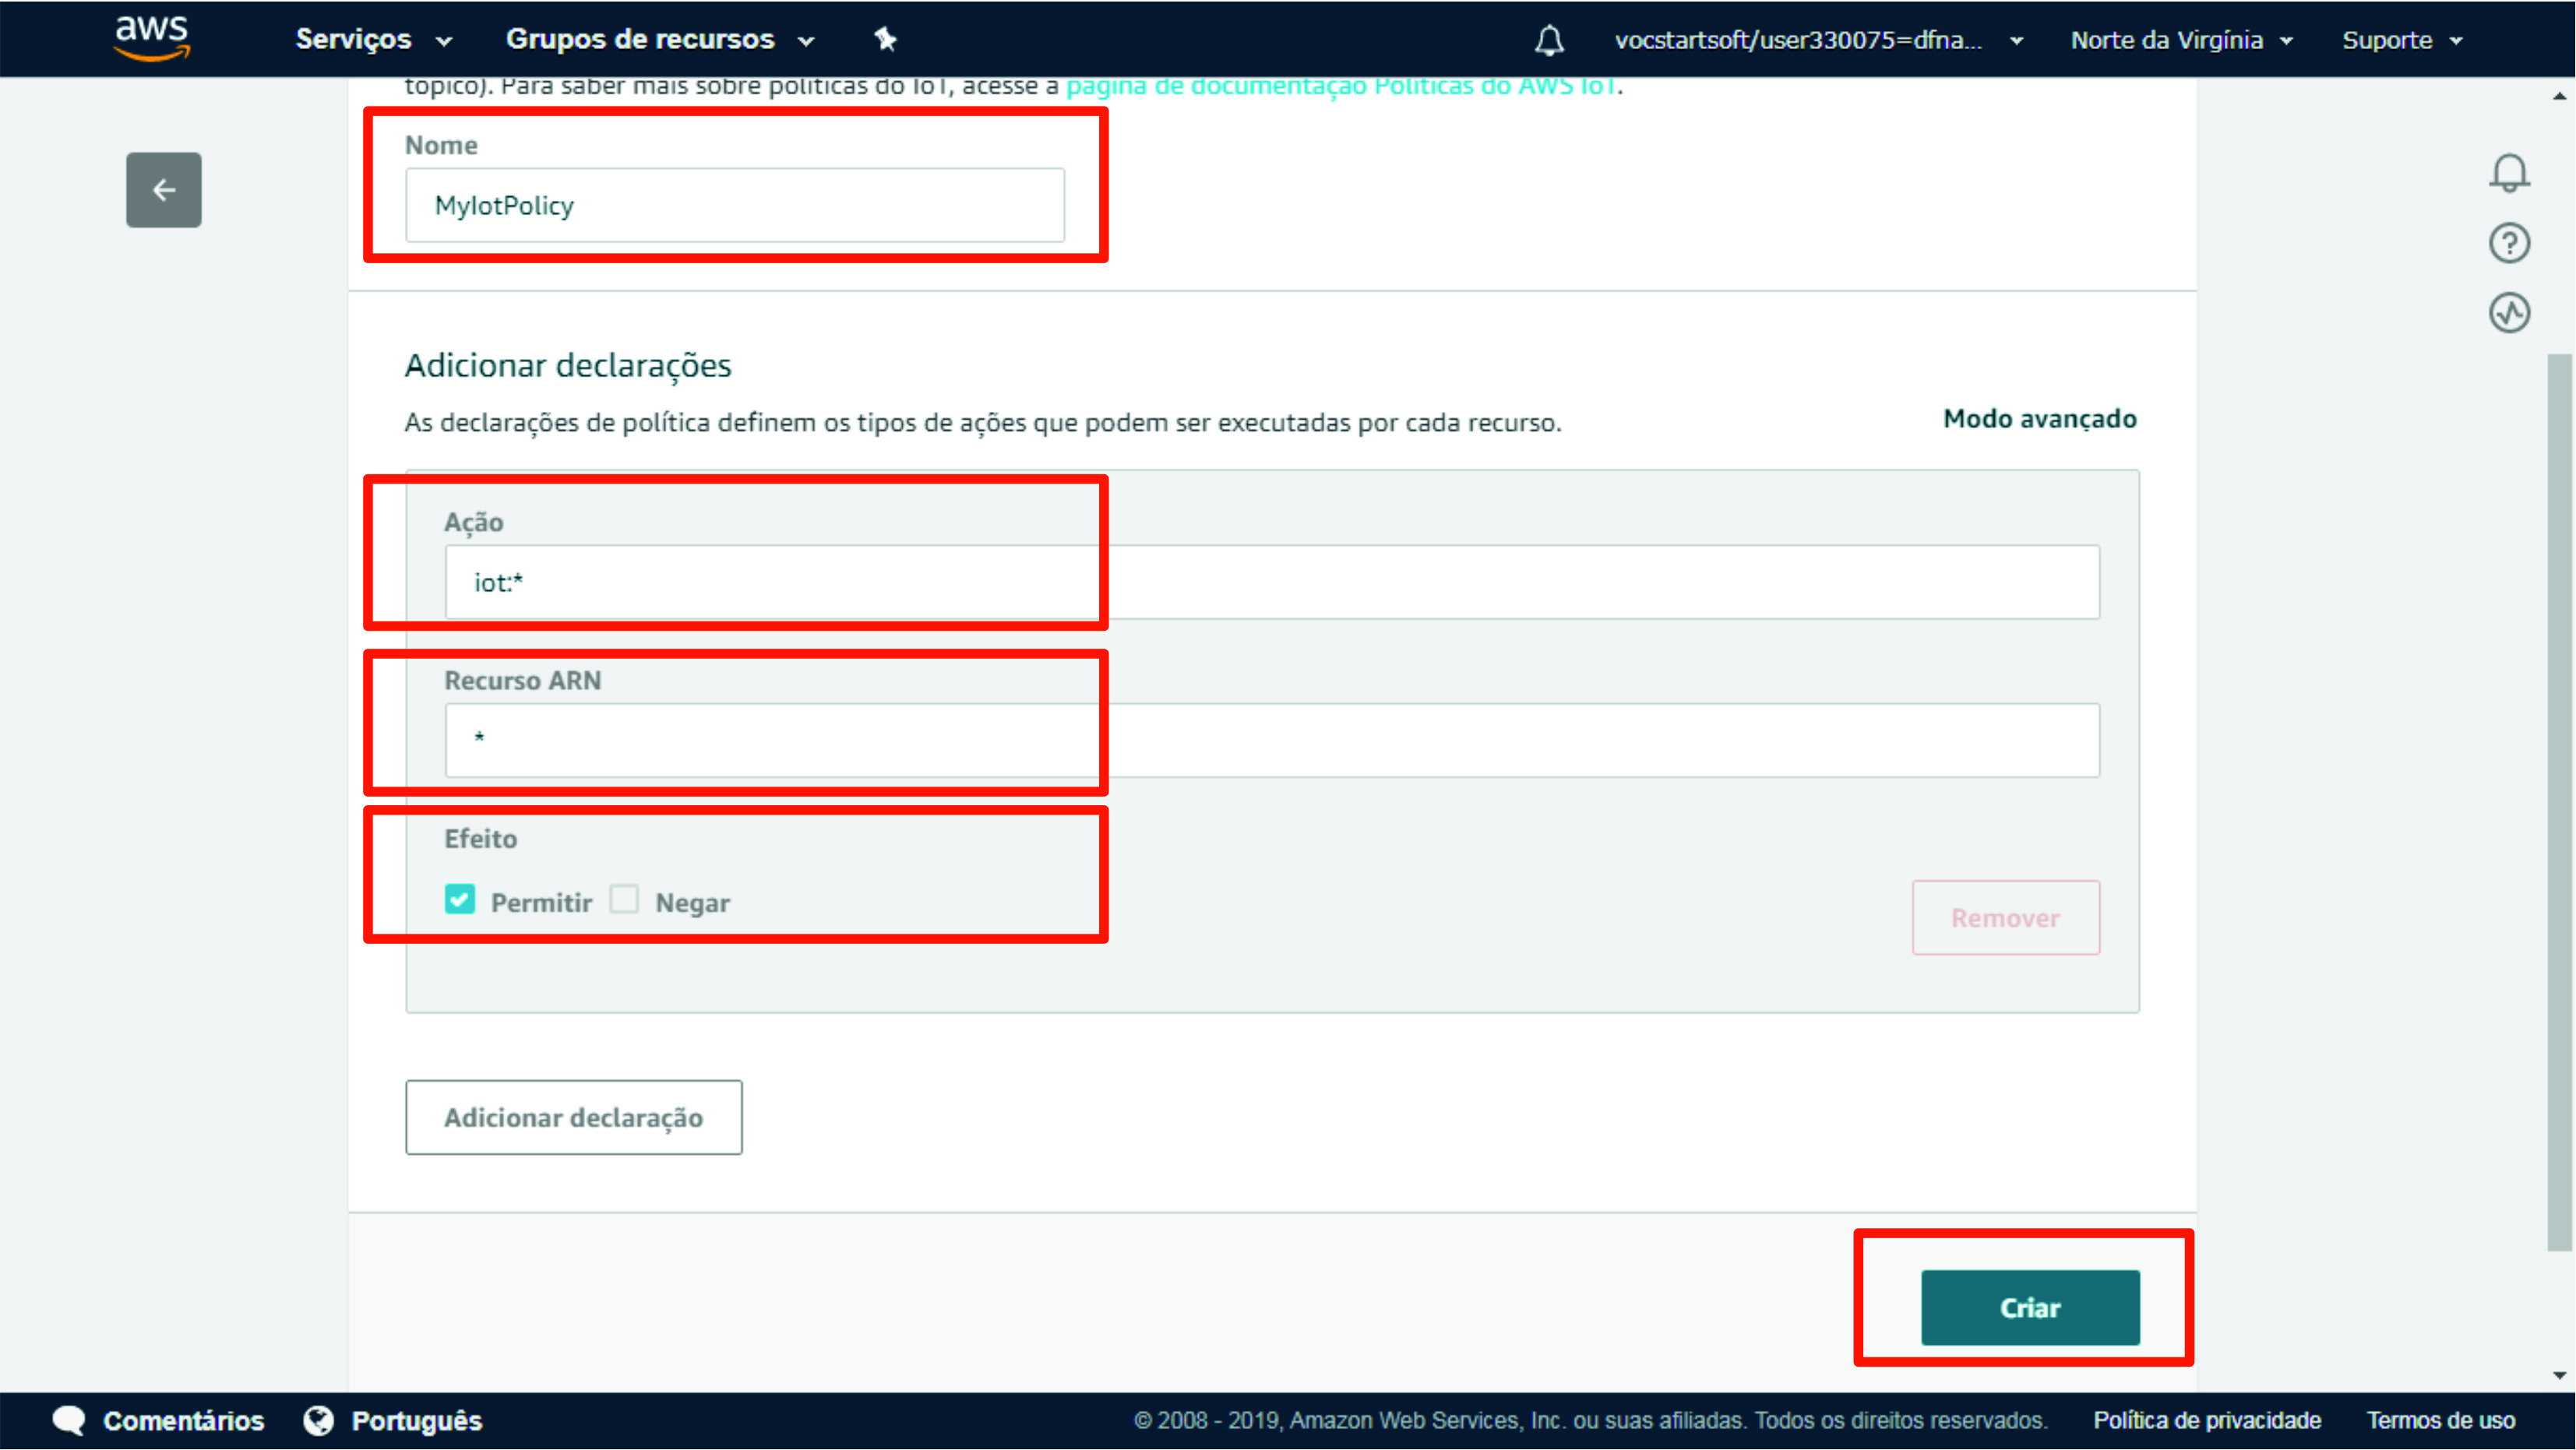 aws
Serviços Grupos de recursos vocstartsoft/user330075=dfna... Norte da Virgínia Suporte
tópico). Para saber mais sobre políticas do IoT, acesse a página de documentação Políticas do AWS IoT.
Nome
MyIotPolicy
Adicionar declarações
As declarações de política definem os tipos de ações que podem ser executadas por cada recurso.
Modo avançado
Ação
iot:*
Recurso ARN
*
Efeito
Permitir Negar
Remover
Adicionar declaração
Criar
Comentários Português © 2008 - 2019, Amazon Web Services, Inc. ou suas afiliadas. Todos os direitos reservados. Política de privacidade Termos de uso